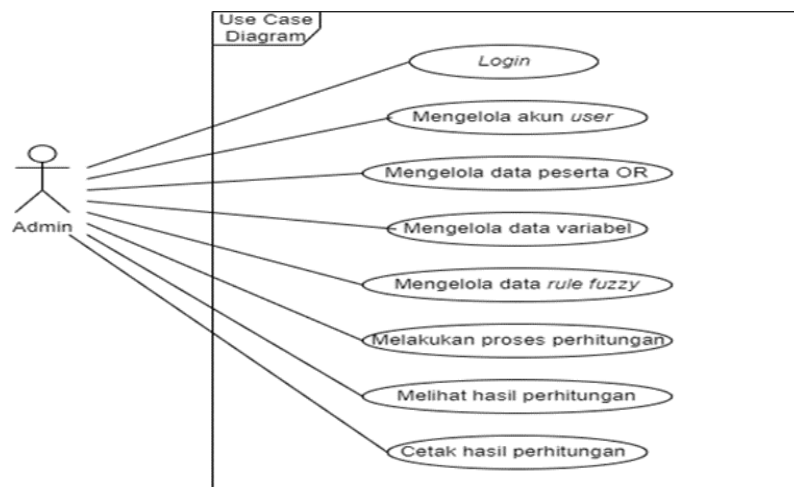 Use Case
Diagram
Login
Mengelola akun user
Mengelola data peserta OR
Admin
Mengelola data variabel
Mengelola data rule fuzzy
Melakukan proses perhitungan
Melihat hasil perhitungan
Cetak hasil perhitungan